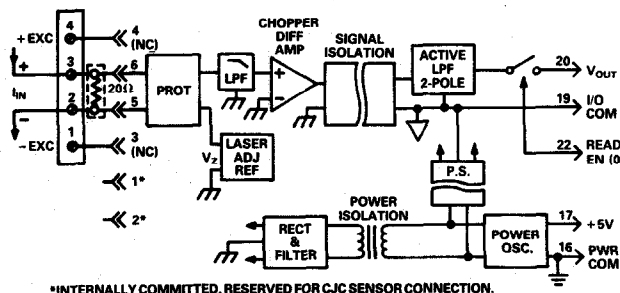 CHOPPER
DIFF
AMP
SIGNAL
ISOLATION
4
+EXC
4
(NC)
3
+
6
20Ω
IIN
2
–
5
1
–EXC
3
(NC)
1*
2*
PROT
LPF
+
–
ACTIVE
LPF
2-POLE
20
VOUT
19
I/O
COM
22
READ
EN (0
VZ
LASER
ADJ
REF
P.S.
POWER
ISOLATION
RECT
&
FILTER
POWER
OSC.
17
+5V
16
PWR
COM
*INTERNALLY COMMITTED. RESERVED FOR CJC SENSOR CONNECTION.